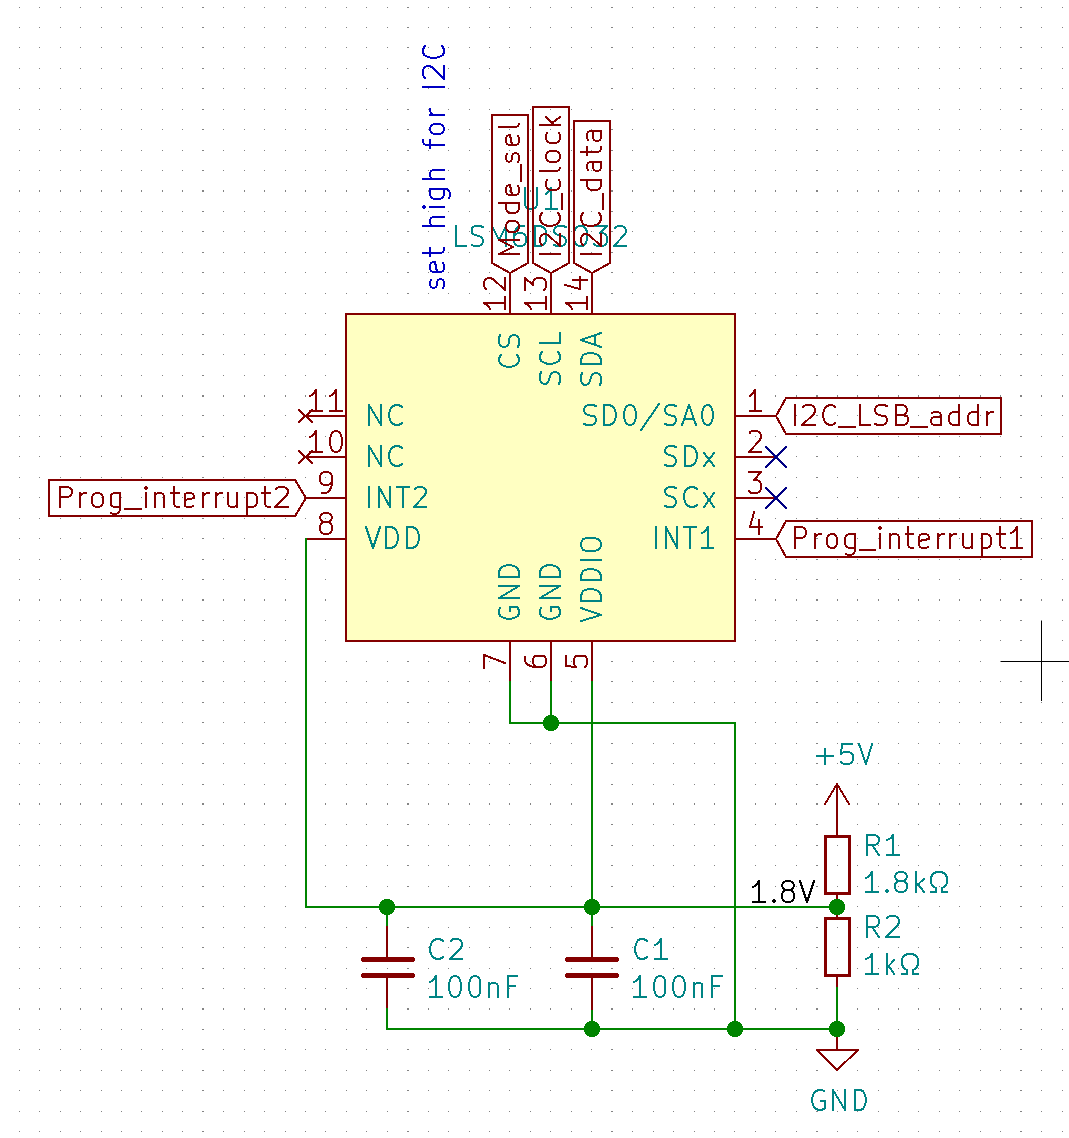 set high for I2C
Mode_sel
I2C_clock
I2C_data
U1
LSM6DSO32
12
13
14
CS
SCL
SDA
11
NC
SDO/SA0
1
I2C_LSB_addr
10
NC
SDx
2
Prog_interrupt2
9
INT2
SCx
3
8
VDD
INT1
4
Prog_interrupt1
GND
GND
VDDIO
7
6
5
+5V
R1
1.8kΩ
1.8V
R2
1kΩ
C2
100nF
C1
100nF
GND